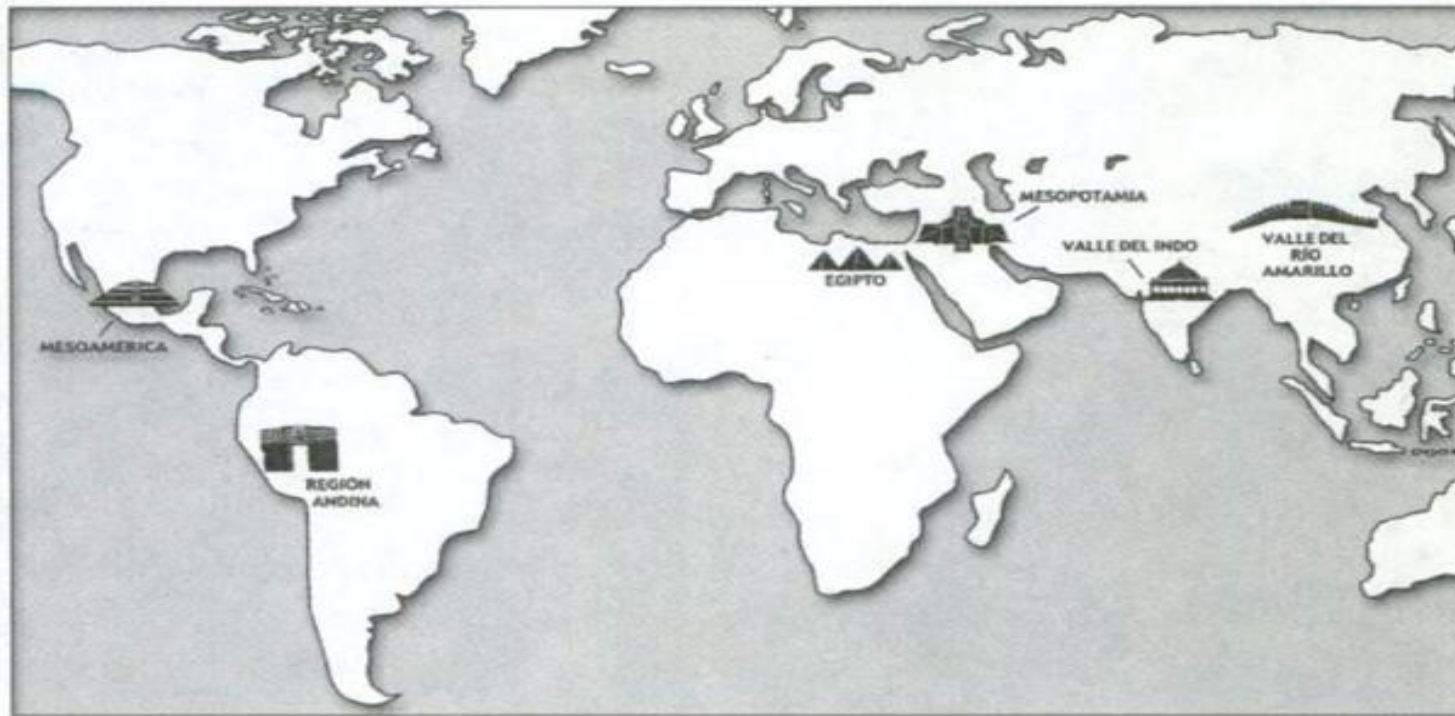 MESOAMÉRICA
REGIÓN
ANDINA
EGIPTO
MESOPOTAMIA
VALLE DEL INDO
VALLE DEL
RÍO
AMARILLO